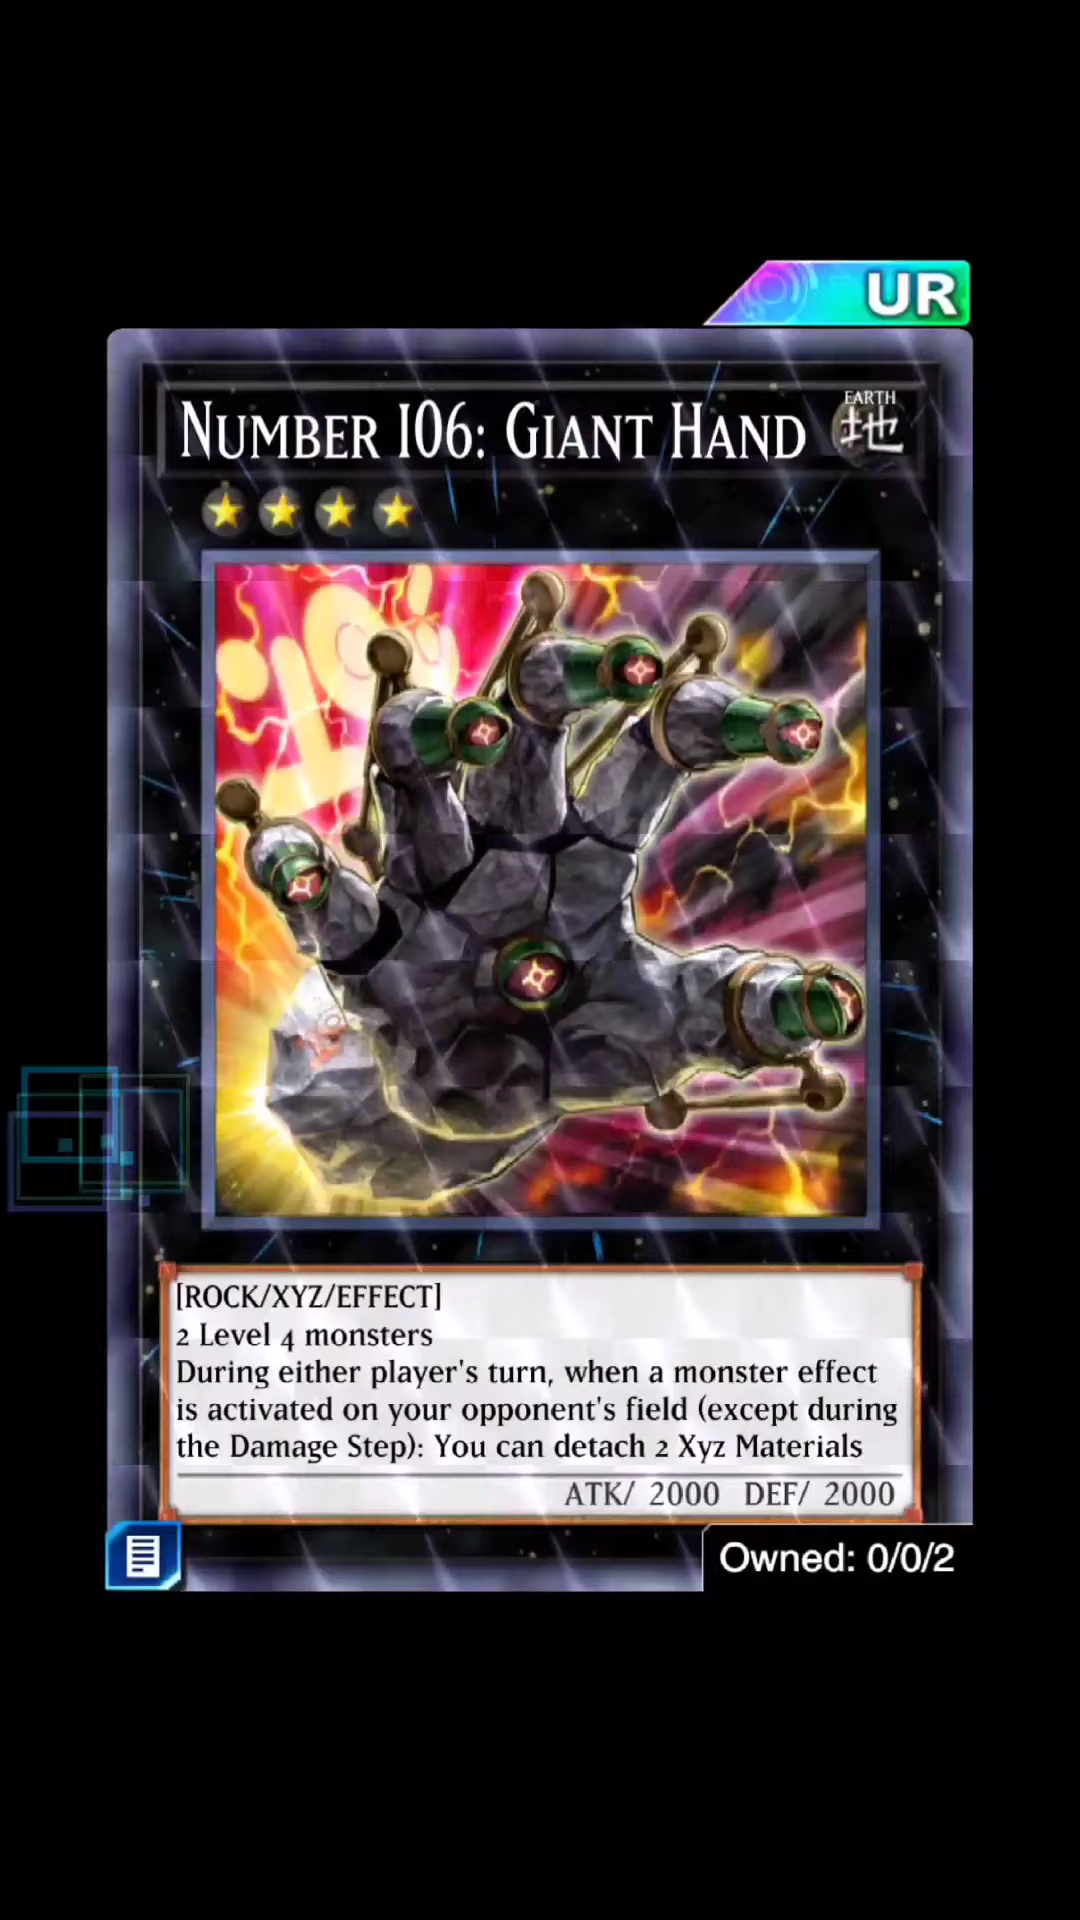 UR
NUMBER 106: GIANT HAND
EARTH
地
[ROCK/XYZ/EFFECT]
2 Level 4 monsters
During either player's turn, when a monster effect
is activated on your opponent's field (except during
the Damage Step): You can detach 2 Xyz Materials
ATK/ 2000 DEF/ 2000
Owned: 0/0/2